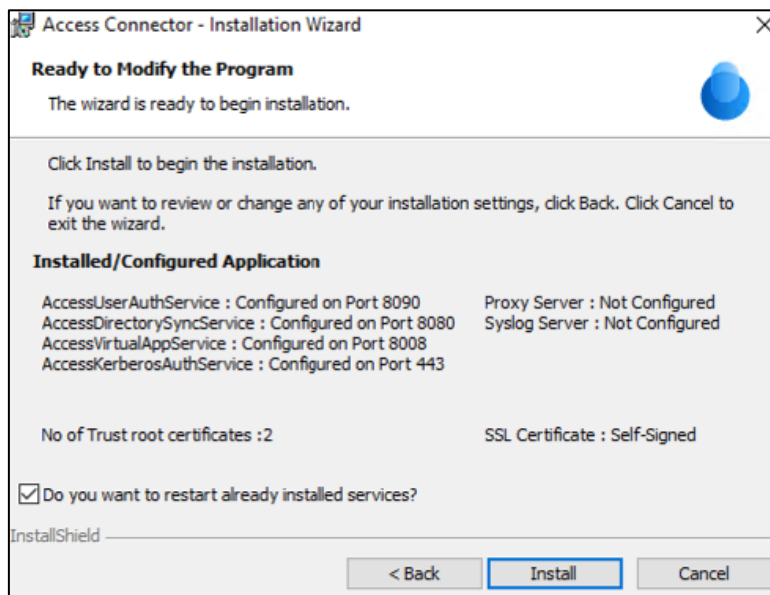 Access Connector - Installation Wizard
Ready to Modify the Program
The wizard is ready to begin installation.
Click Install to begin the installation.
If you want to review or change any of your installation settings, click Back. Click Cancel to
exit the wizard.
Installed/Configured Application
AccessUserAuthService : Configured on Port 8090
AccessDirectorySyncService : Configured on Port 8080
AccessVirtualAppService : Configured on Port 8008
AccessKerberosAuthService : Configured on Port 443
Proxy Server : Not Configured
Syslog Server : Not Configured
No of Trust root certificates :2
SSL Certificate : Self-Signed
Do you want to restart already installed services?
InstallShield
< Back
Install
Cancel